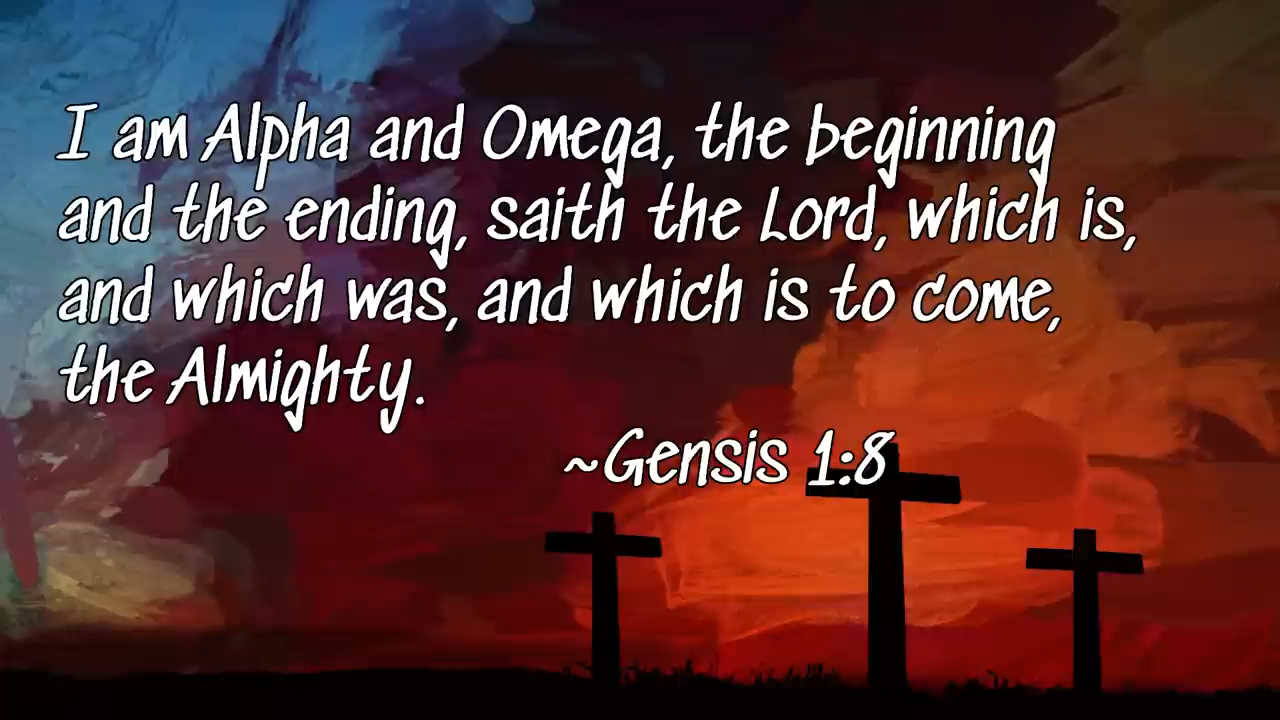 I am Alpha and Omega, the beginning
and the ending, saith the Lord, which is,
and which was, and which is to come,
the Almighty.
~Gensis 1:8